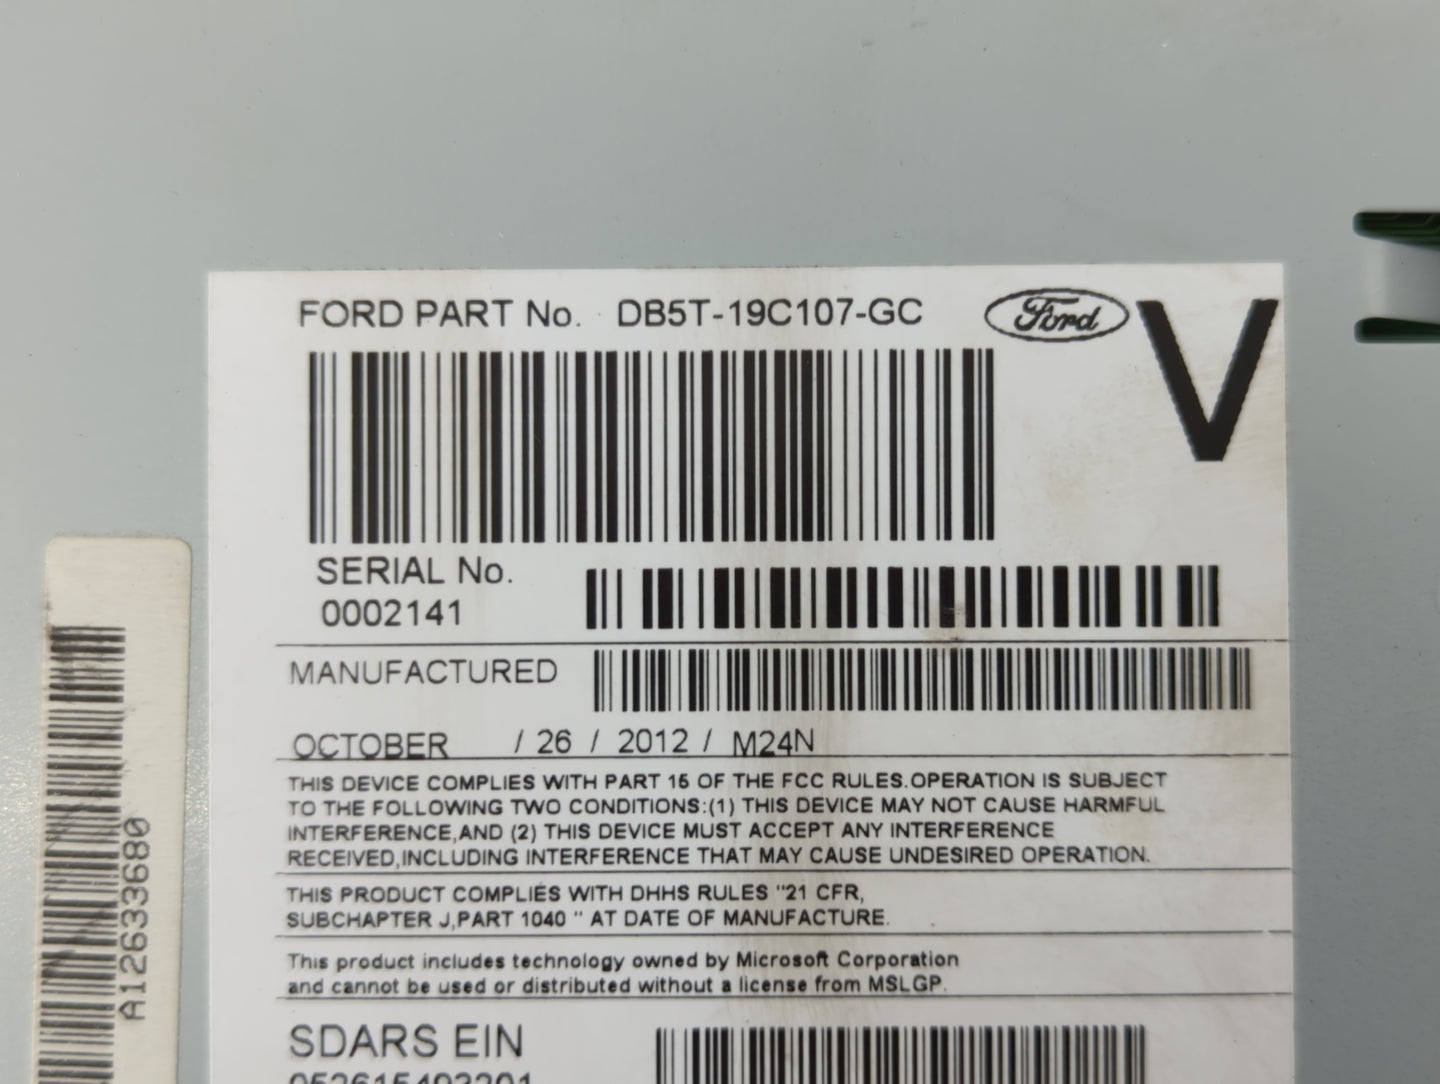 FORD PART No. DB5T-19C107-GC Ford V
SERIAL No.
0002141
MANUFACTURED
OCTOBER / 26 / 2012 / M24N
THIS DEVICE COMPLIES WITH PART 15 OF THE FCC RULES.OPERATION IS SUBJECT
TO THE FOLLOWING TWO CONDITIONS:(1) THIS DEVICE MAY NOT CAUSE HARMFUL
INTERFERENCE,AND (2) THIS DEVICE MUST ACCEPT ANY INTERFERENCE
RECEIVED,INCLUDING INTERFERENCE THAT MAY CAUSE UNDESIRED OPERATION.
THIS PRODUCT COMPLIES WITH DHHS RULES "21 CFR,
SUBCHAPTER J,PART 1040 " AT DATE OF MANUFACTURE.
This product includes technology owned by Microsoft Corporation
and cannot be used or distributed without a license from MSLGP.
SDARS EIN
A12633680